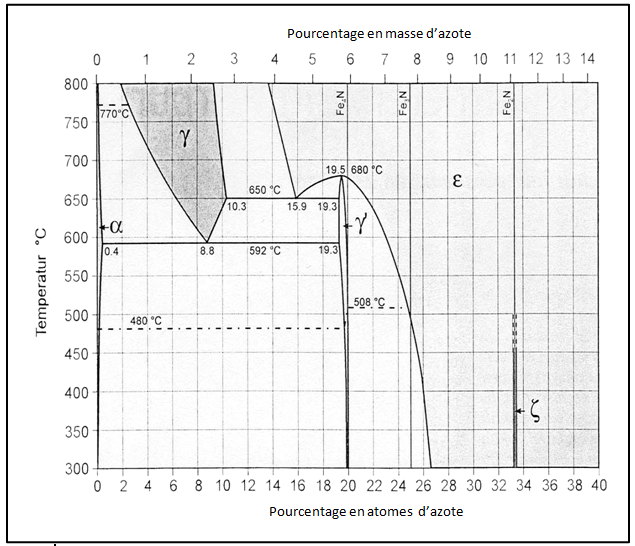 Pourcentage en masse d'azote
0 1 2 3 4 5 6 7 8 9 10 11 12 13 14
800
750
700
650
600
550
500
450
400
350
300
Temperatur °C
770°C
γ
Fe₄N
Fe₃N
Fe₂N
19.5 680 °C
ε
650 °C
10.3 15.9 19.3
α
γ'
0.4 8.8 592 °C 19.3
508 °C
480 °C
ζ
0 2 4 6 8 10 12 14 16 18 20 22 24 26 28 30 32 34 36 38 40
Pourcentage en atomes d'azote